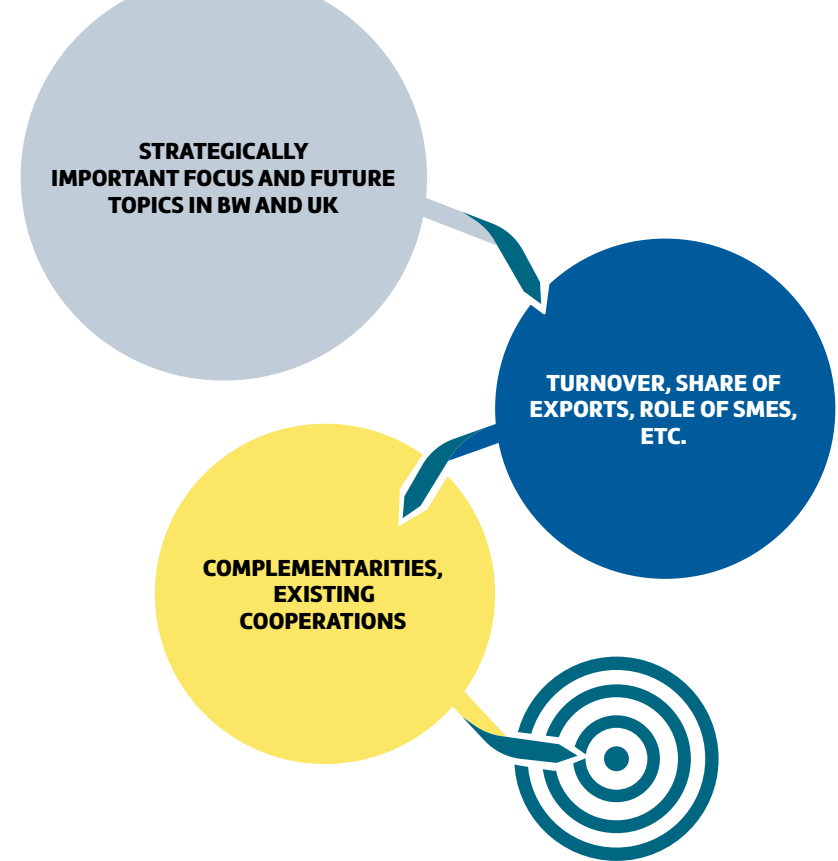 STRATEGICALLY
IMPORTANT FOCUS AND FUTURE
TOPICS IN BW AND UK
TURNOVER, SHARE OF
EXPORTS, ROLE OF SMES,
ETC.
COMPLEMENTARITIES,
EXISTING
COOPERATIONS